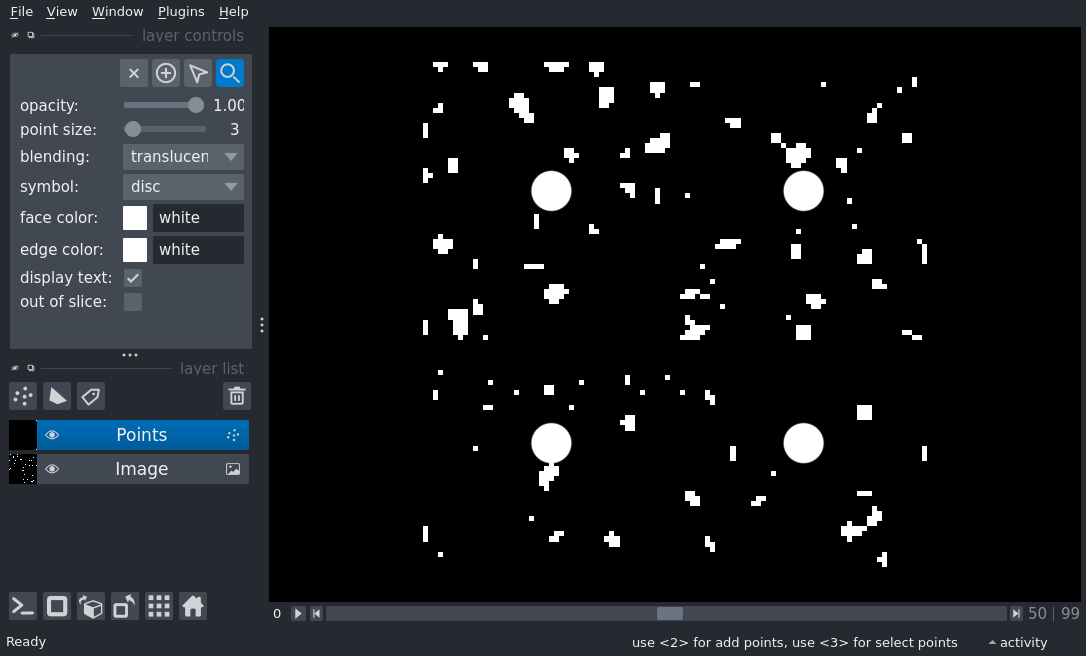 File View Window Plugins Help
layer controls
opacity: 1.00
point size: 3
blending: translucen
symbol: disc
face color: white
edge color: white
display text:
out of slice:
layer list
Points
Image
0 50 | 99
Ready use <2> for add points, use <3> for select points activity